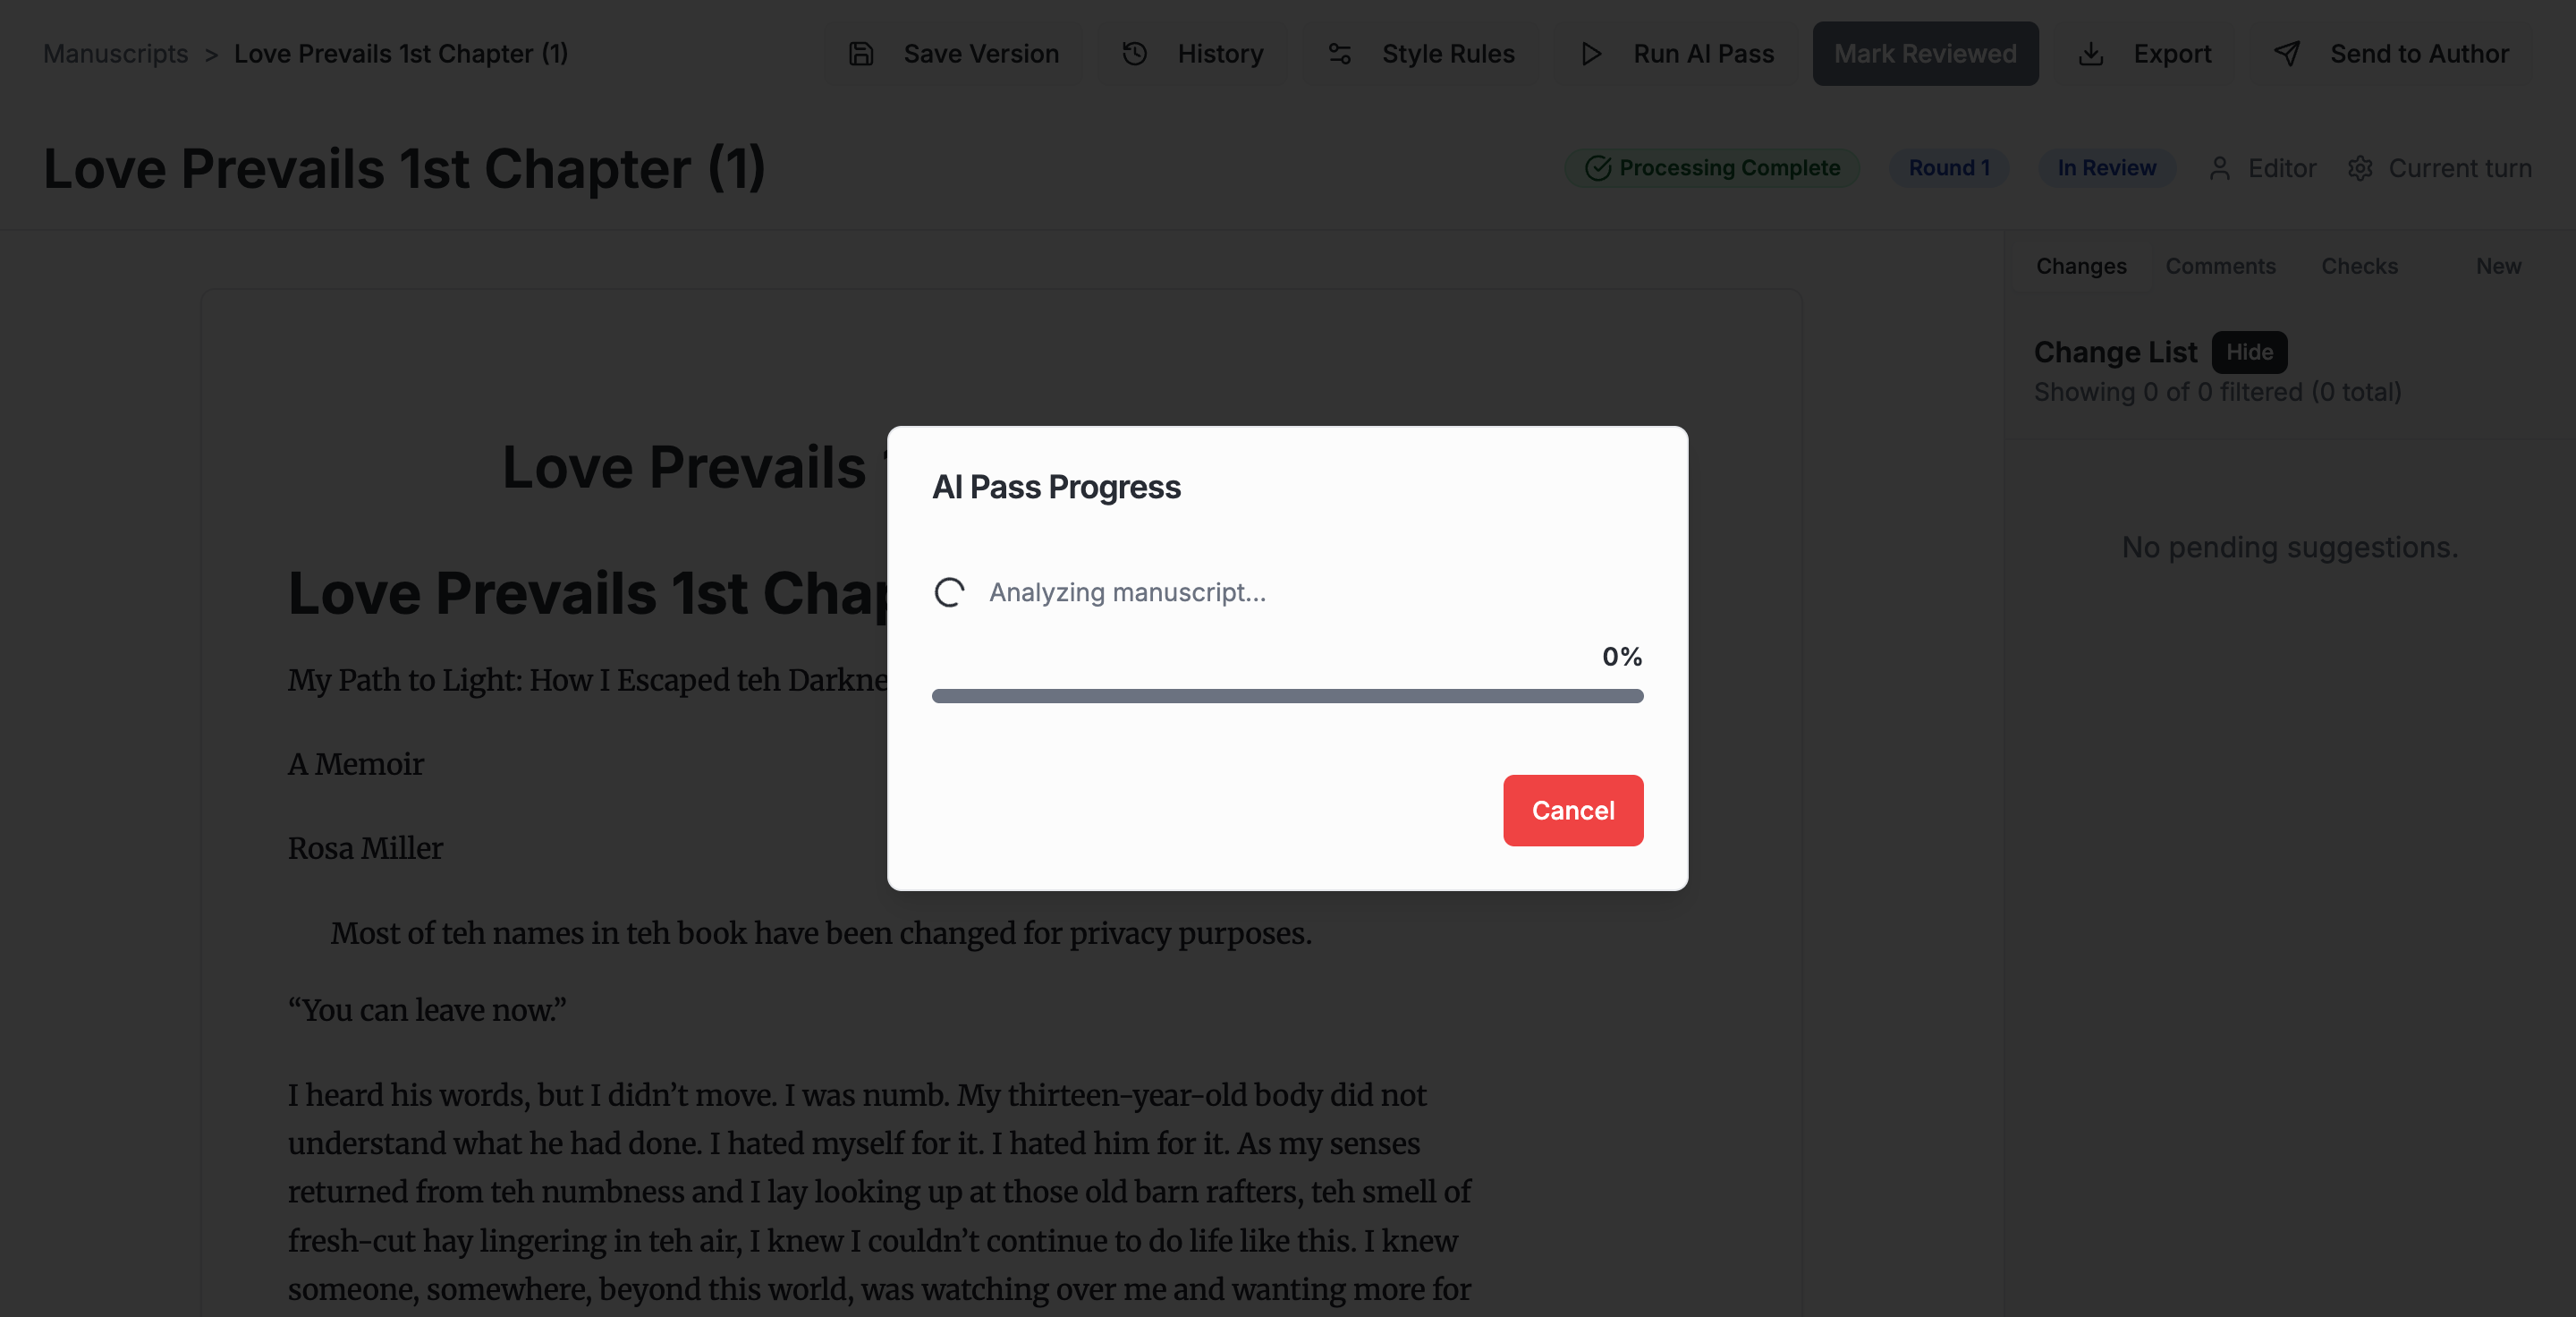 Manuscripts > Love Prevails 1st Chapter (1)
Save Version
History
Style Rules
Run AI Pass
Mark Reviewed
Export
Send to Author
Love Prevails 1st Chapter (1)
Processing Complete
Round 1
In Review
Editor
Current turn
Changes
Comments
Checks
New
Change List
Hide
Showing 0 of 0 filtered (0 total)
No pending suggestions.
Love Prevails
Love Prevails 1st Chap
My Path to Light: How I Escaped teh Darkne
A Memoir
Rosa Miller
Most of teh names in teh book have been changed for privacy purposes.
“You can leave now.”
I heard his words, but I didn’t move. I was numb. My thirteen-year-old body did not
understand what he had done. I hated myself for it. I hated him for it. As my senses
returned from teh numbness and I lay looking up at those old barn rafters, teh smell of
fresh-cut hay lingering in teh air, I knew I couldn’t continue to do life like this. I knew
someone, somewhere, beyond this world, was watching over me and wanting more for
AI Pass Progress
Analyzing manuscript...
0%
Cancel